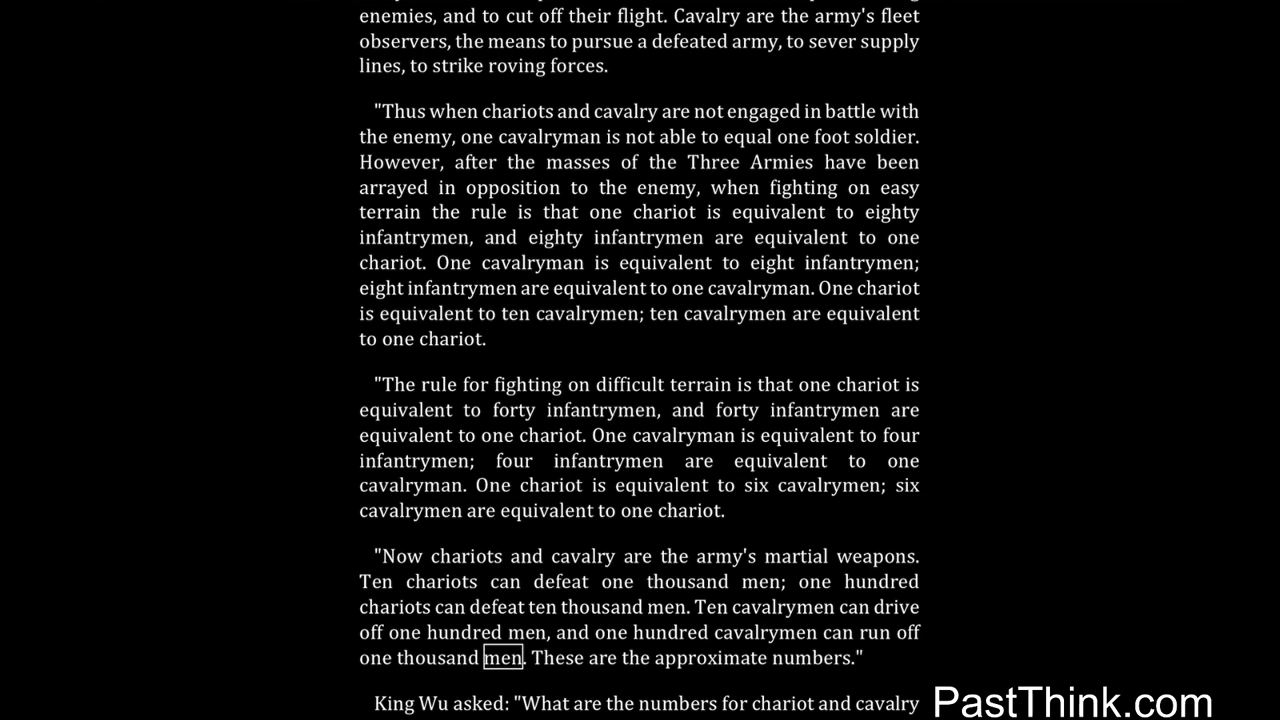 enemies, and to cut off their flight. Cavalry are the army's fleet
observers, the means to pursue a defeated army, to sever supply
lines, to strike roving forces.
"Thus when chariots and cavalry are not engaged in battle with
the enemy, one cavalryman is not able to equal one foot soldier.
However, after the masses of the Three Armies have been
arrayed in opposition to the enemy, when fighting on easy
terrain the rule is that one chariot is equivalent to eighty
infantrymen, and eighty infantrymen are equivalent to one
chariot. One cavalryman is equivalent to eight infantrymen;
eight infantrymen are equivalent to one cavalryman. One chariot
is equivalent to ten cavalrymen; ten cavalrymen are equivalent
to one chariot.
"The rule for fighting on difficult terrain is that one chariot is
equivalent to forty infantrymen, and forty infantrymen are
equivalent to one chariot. One cavalryman is equivalent to four
infantrymen; four infantrymen are equivalent to one
cavalryman. One chariot is equivalent to six cavalrymen; six
cavalrymen are equivalent to one chariot.
"Now chariots and cavalry are the army's martial weapons.
Ten chariots can defeat one thousand men; one hundred
chariots can defeat ten thousand men. Ten cavalrymen can drive
off one hundred men, and one hundred cavalrymen can run off
one thousand men. These are the approximate numbers."
King Wu asked: "What are the numbers for chariot and cavalry
PastThink.com